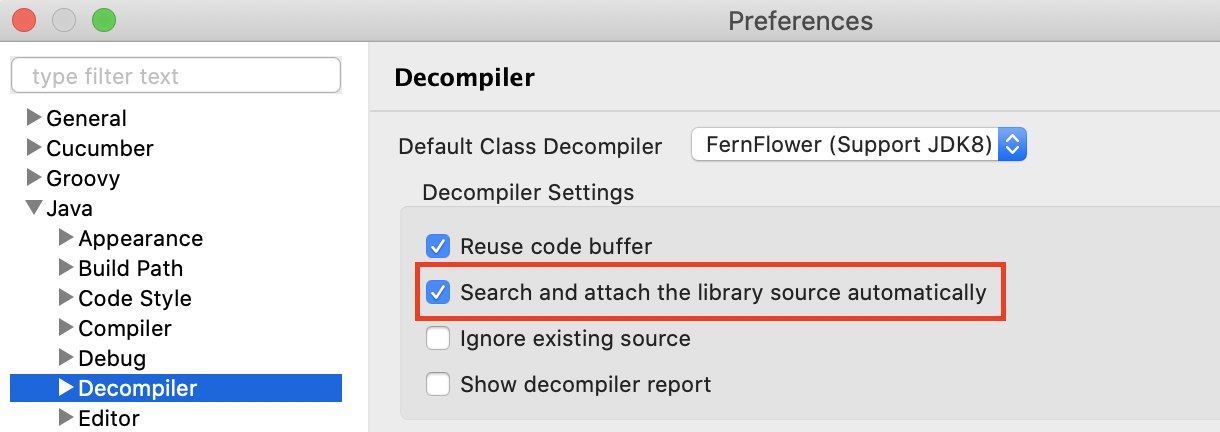 Preferences
type filter text
General
Cucumber
Groovy
Java
Appearance
Build Path
Code Style
Compiler
Debug
Decompiler
Editor
Decompiler
Default Class Decompiler FernFlower (Support JDK8)
Decompiler Settings
Reuse code buffer
Search and attach the library source automatically
Ignore existing source
Show decompiler report